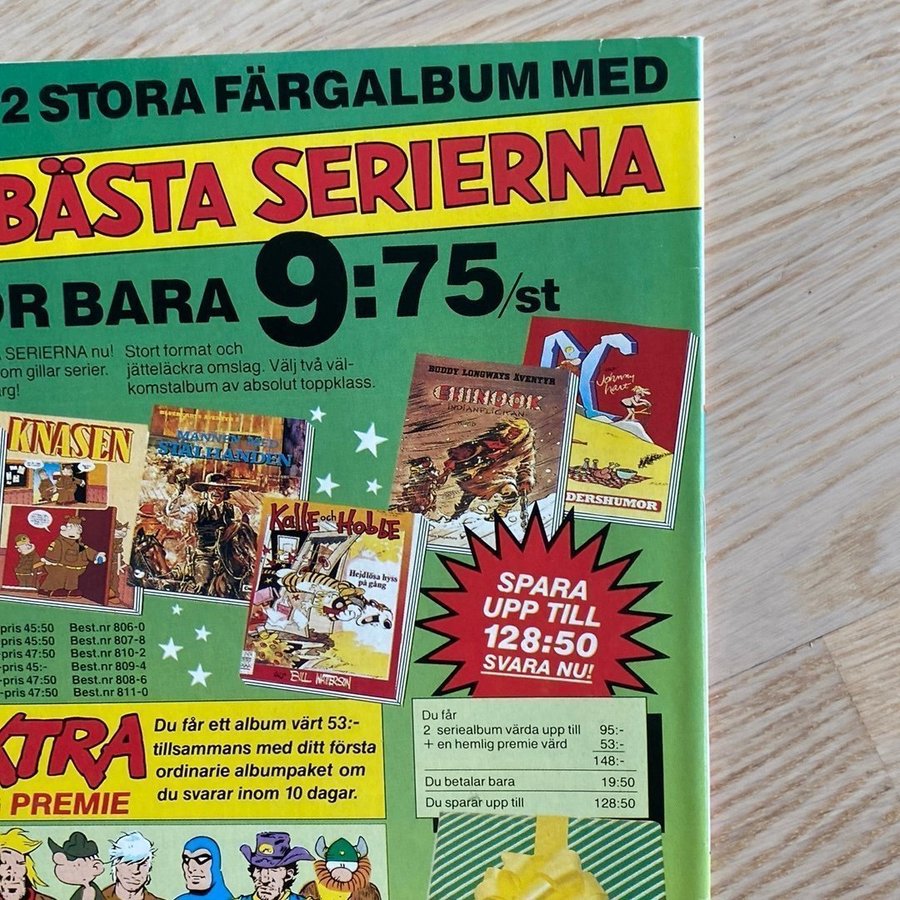 2 STORA FÄRGALBUM MED
BÄSTA SERIERNA
BARA 9:75/st
SERIERNA nu!
om gillar serier.
Stort format och
jätteläckra omslag. Välj två väl-
komstalbum av absolut toppklass.
KNASEN
MANNEN MED
STÅLHANDEN
Kalle och Hobbe
Hejdlösa hyss
på gång
BILL WATERSON
BUDDY LONGWAYS ÄVENTYR
CHINOOK
INDIANFLICKAN
BC
Johnny Hart
DERSHUMOR
SPARA
UPP TILL
128:50
SVARA NU!
-pris 45:50 Best.nr 806-0
-pris 45:50 Best.nr 807-8
-pris 47:50 Best.nr 810-2
-pris 45:- Best.nr 809-4
-pris 47:50 Best.nr 808-6
-pris 47:50 Best.nr 811-0
XTRA
PREMIE
Du får ett album värt 53:-
tillsammans med ditt första
ordinarie albumpaket om
du svarar inom 10 dagar.
Du får
2 seriealbum värda upp till 95:-
+ en hemlig premie värd 53:-
148:-
Du betalar bara 19:50
Du sparar upp till 128:50